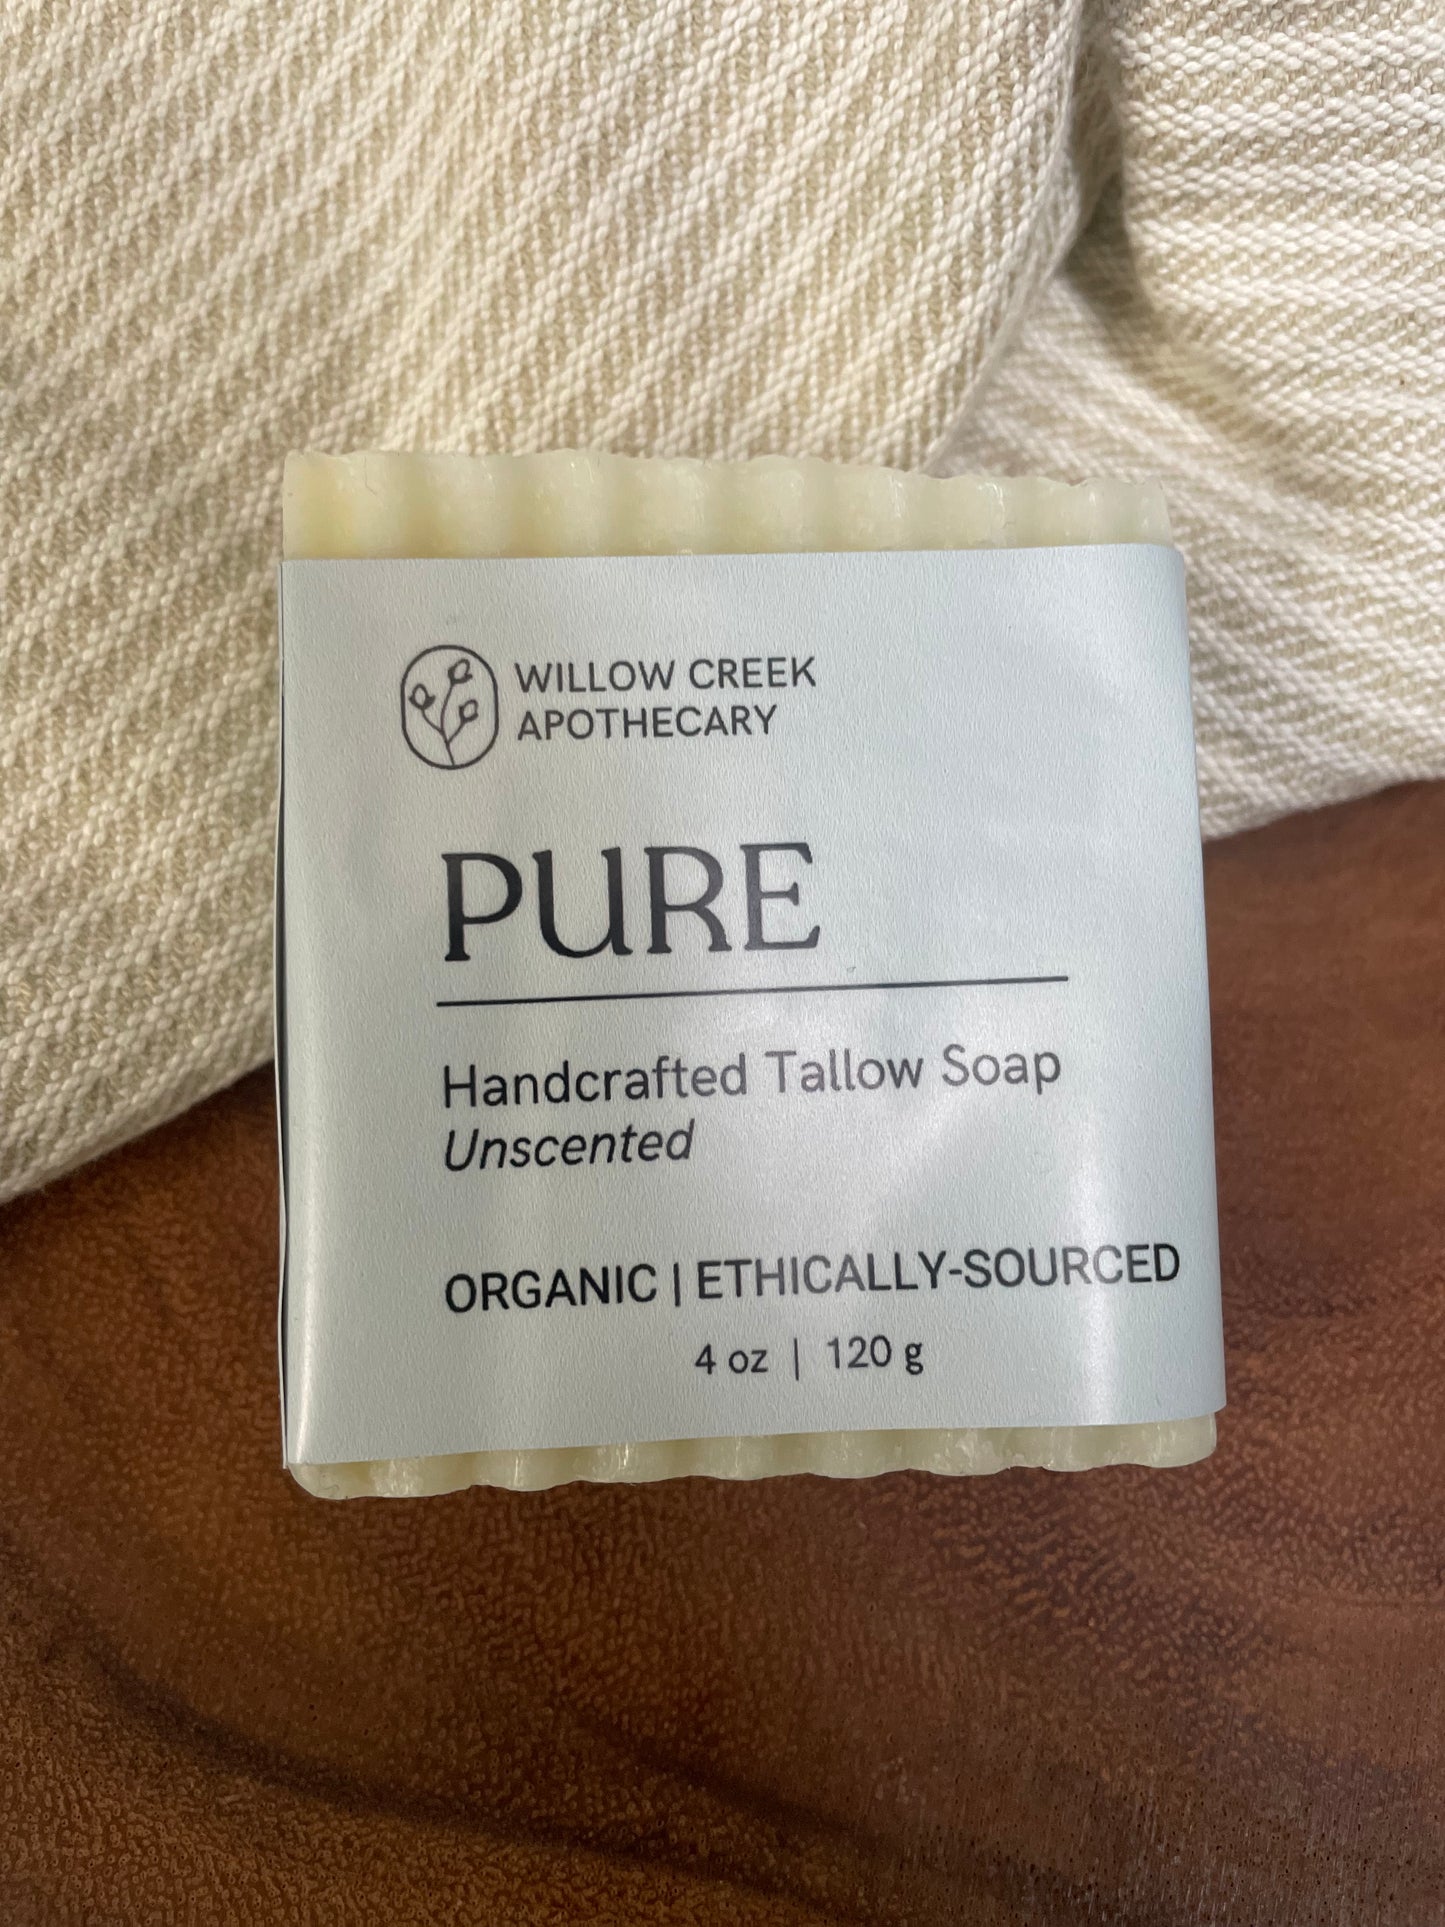 WILLOW CREEK
APOTHECARY
PURE
Handcrafted Tallow Soap
Unscented
ORGANIC | ETHICALLY-SOURCED
4 oz | 120 g